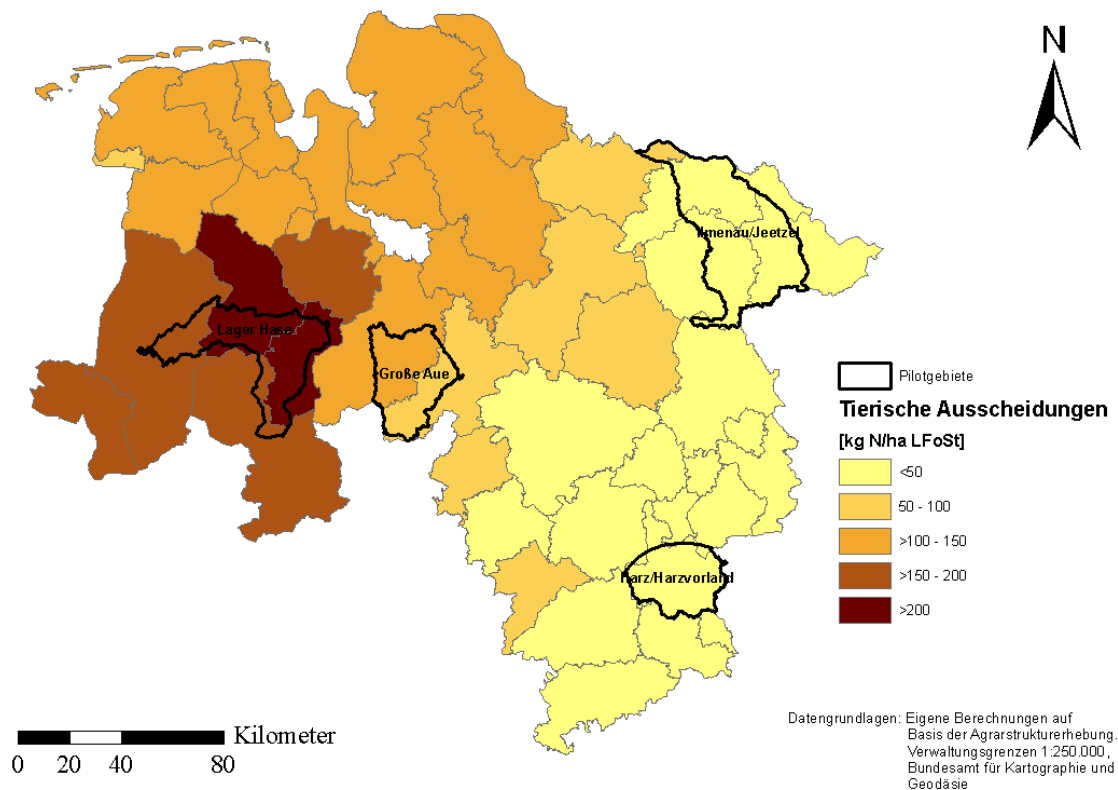 N
Ilmenau/Jeetzel
Lager Hase
Große Aue
Harz/Harzvorland
Pilotgebiete
Tierische Ausscheidungen
[kg N/ha LFoSt]
<50
50 - 100
>100 - 150
>150 - 200
>200
Kilometer
0 20 40 80
Datengrundlagen: Eigene Berechnungen auf
Basis der Agrarstrukturerhebung.
Verwaltungsgrenzen 1:250.000,
Bundesamt für Kartographie und
Geodäsie